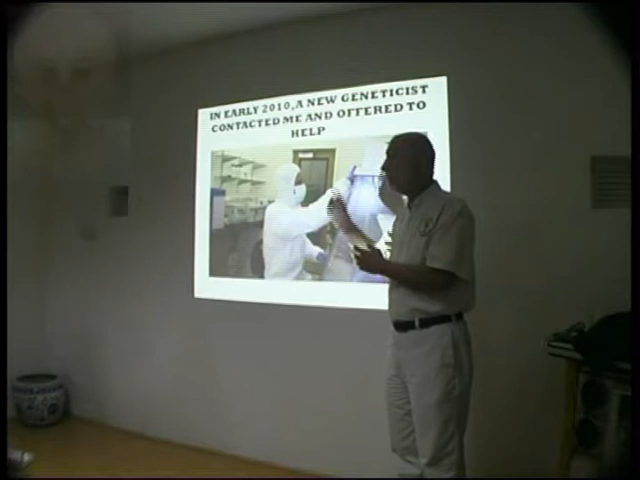 IN EARLY 2010, A NEW GENETICIST
CONTACTED ME AND OFFERED TO
HELP